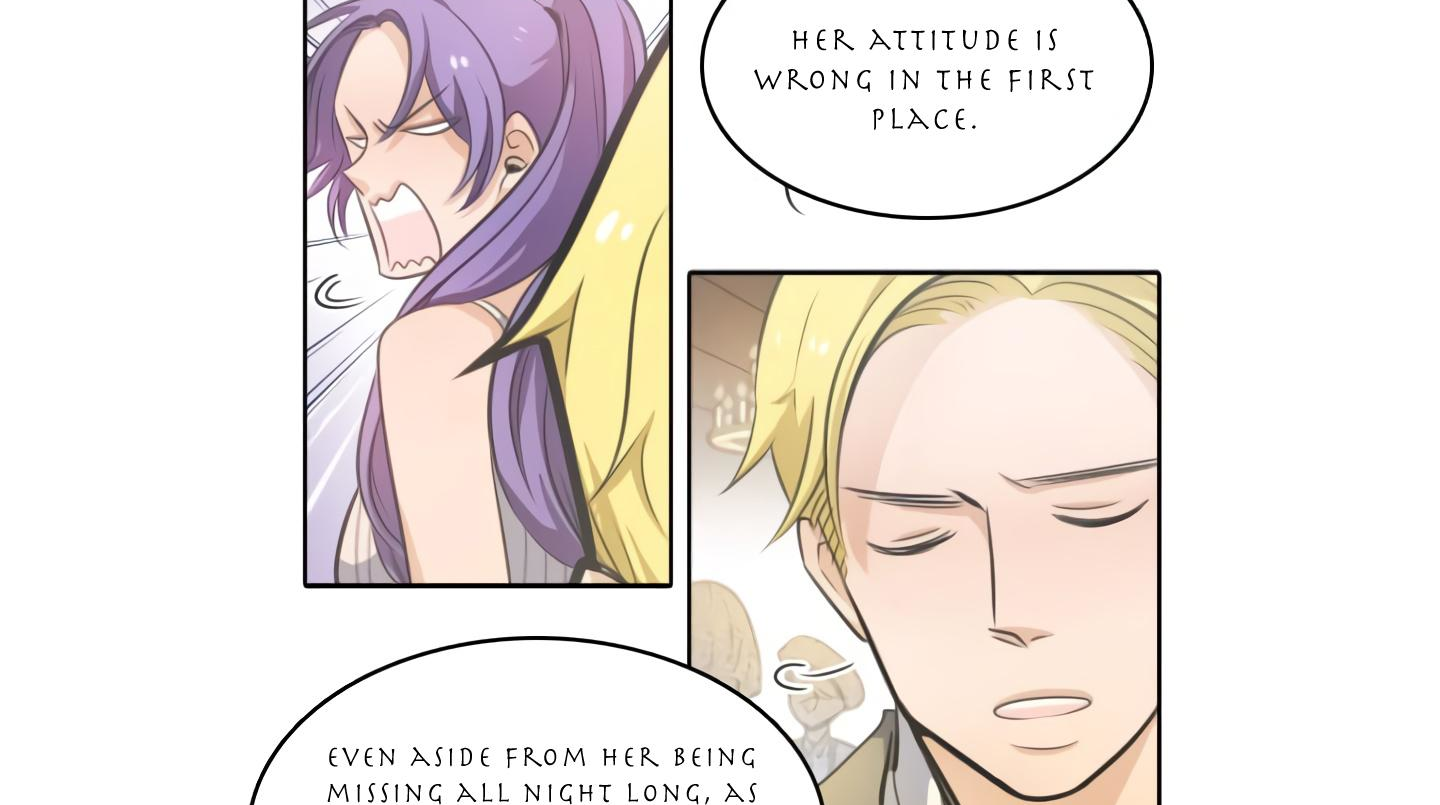 HER ATTITUDE IS
WRONG IN THE FIRST
PLACE.
EVEN ASIDE FROM HER BEING
MISSING ALL NIGHT LONG, AS